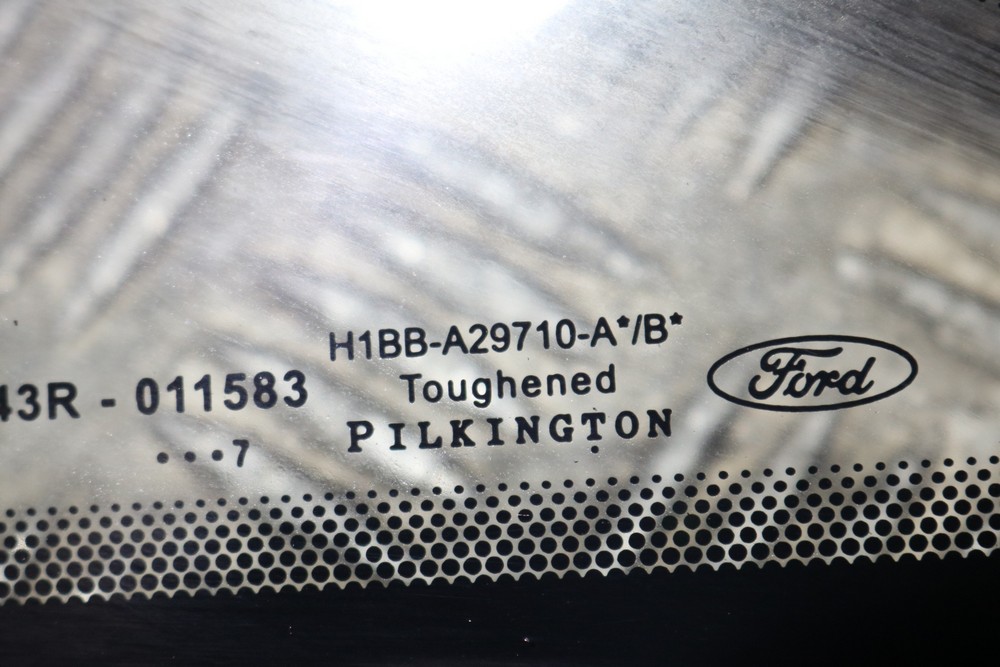 H1BB-A29710-A*/B*
43R - 011583
Toughened
PILKINGTON
•••7
Ford